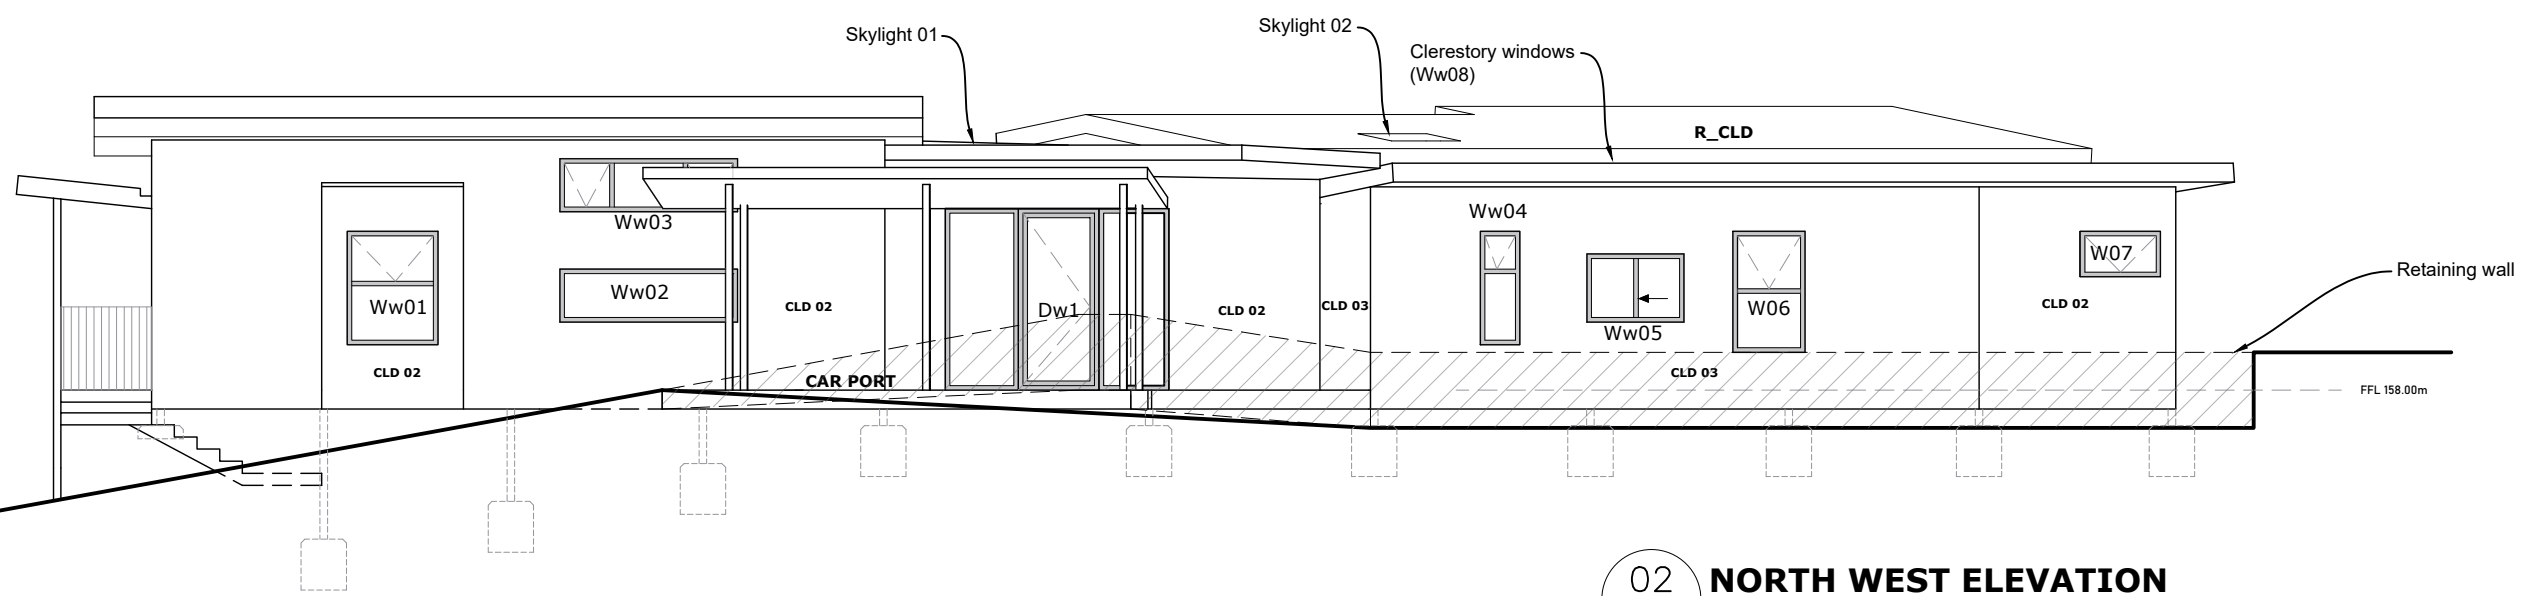 Skylight 01
Skylight 02
Clerestory windows
(Ww08)
R_CLD
Ww03
Ww04
Ww02
Ww01
W07
Retaining wall
CLD 02
Dw1
CLD 02
CLD 03
Ww05
W06
CLD 02
CLD 02
CAR PORT
CLD 03
FFL 158.00m
02
NORTH WEST ELEVATION